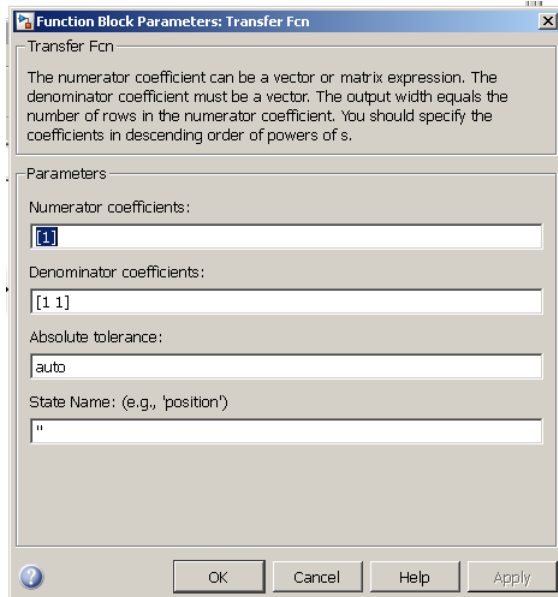 Function Block Parameters: Transfer Fcn
Transfer Fcn
The numerator coefficient can be a vector or matrix expression. The
denominator coefficient must be a vector. The output width equals the
number of rows in the numerator coefficient. You should specify the
coefficients in descending order of powers of s.
Parameters
Numerator coefficients:
[1]
Denominator coefficients:
[1 1]
Absolute tolerance:
auto
State Name: (e.g., 'position')
''
OK Cancel Help Apply